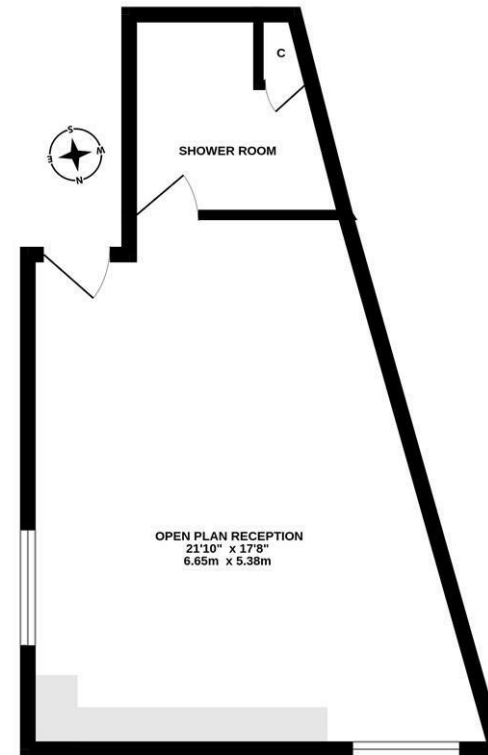 C
SHOWER ROOM
S
W
E
N
OPEN PLAN RECEPTION
21'10" x 17'8"
6.65m x 5.38m